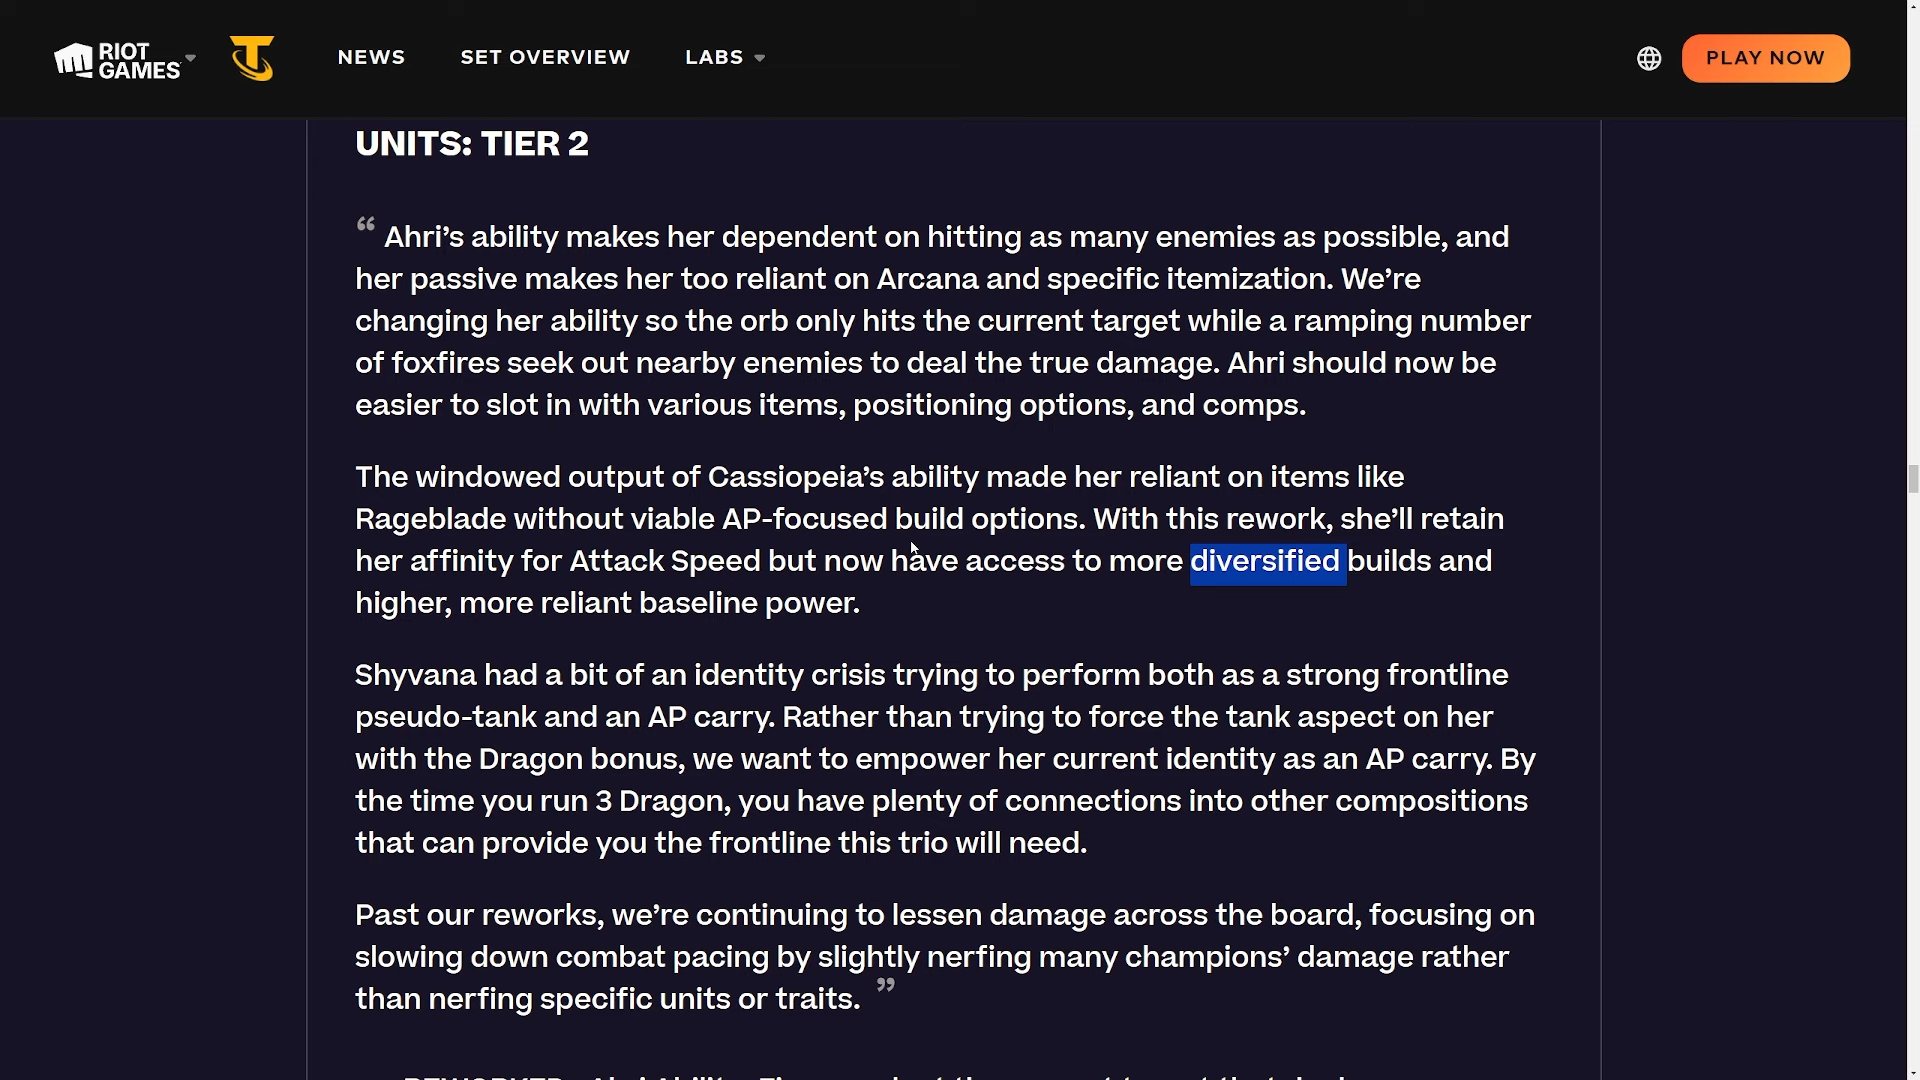 RIOT
GAMES
NEWS
SET OVERVIEW
LABS
PLAY NOW
UNITS: TIER 2
“ Ahri’s ability makes her dependent on hitting as many enemies as possible, and
her passive makes her too reliant on Arcana and specific itemization. We’re
changing her ability so the orb only hits the current target while a ramping number
of foxfires seek out nearby enemies to deal the true damage. Ahri should now be
easier to slot in with various items, positioning options, and comps.
The windowed output of Cassiopeia’s ability made her reliant on items like
Rageblade without viable AP-focused build options. With this rework, she’ll retain
her affinity for Attack Speed but now have access to more diversified builds and
higher, more reliant baseline power.
Shyvana had a bit of an identity crisis trying to perform both as a strong frontline
pseudo-tank and an AP carry. Rather than trying to force the tank aspect on her
with the Dragon bonus, we want to empower her current identity as an AP carry. By
the time you run 3 Dragon, you have plenty of connections into other compositions
that can provide you the frontline this trio will need.
Past our reworks, we’re continuing to lessen damage across the board, focusing on
slowing down combat pacing by slightly nerfing many champions’ damage rather
than nerfing specific units or traits. ”